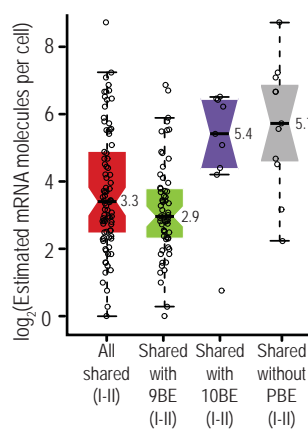 log2(Estimated mRNA molecules per cell)
8
6
4
2
0
3.3
2.9
5.4
5.7
All
shared
(I-II)
Shared
with
9BE
(I-II)
Shared
with
10BE
(I-II)
Shared
without
PBE
(I-II)